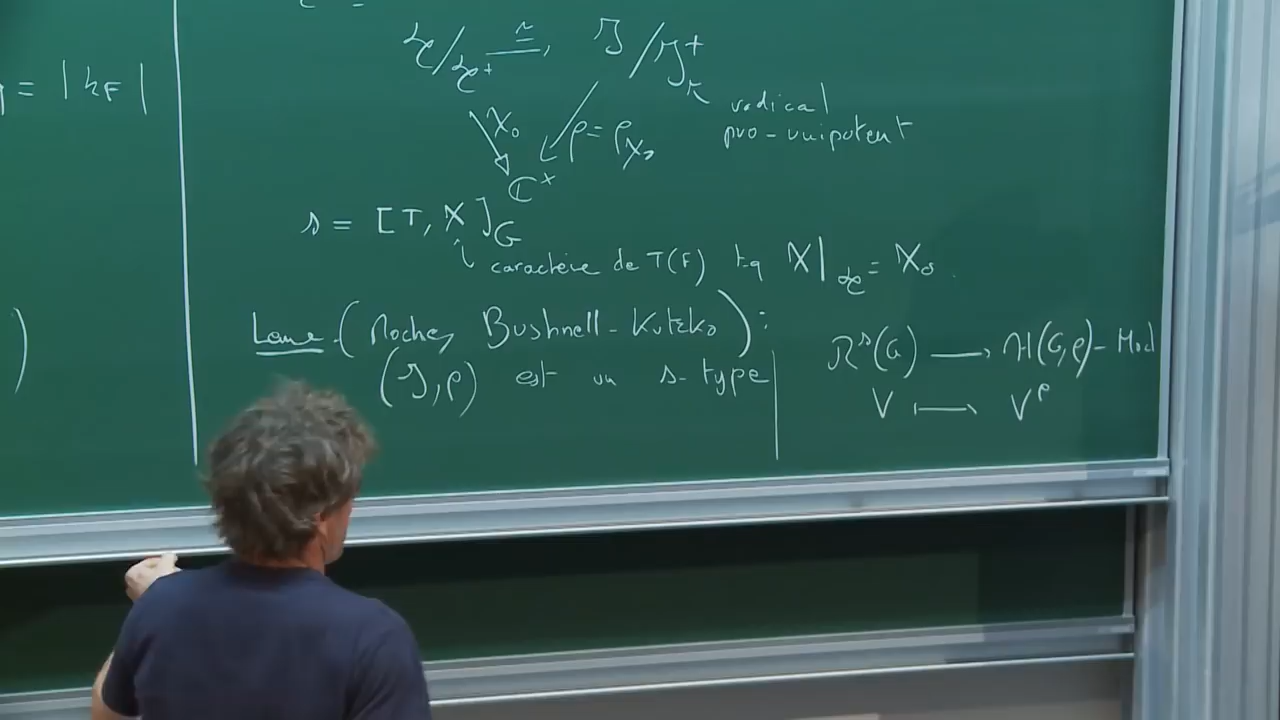 = |k_F|
𝒯/𝒯⁺ ≃ ℑ/ℑ⁺
radical
pro-unipotent
χ₀ ρ = ρ_χ₀
ℂ^×
𝔰 = [T, χ]_G
caractère de T(F) tq χ|_𝒯 = χ₀.
Lemme (Roche, Bushnell-Kutzko):
(ℑ, ρ) est un 𝔰-type
ℛ^𝔰(G) ⟶ ℋ(G,ρ)-Mod
V ⟼ V^ρ